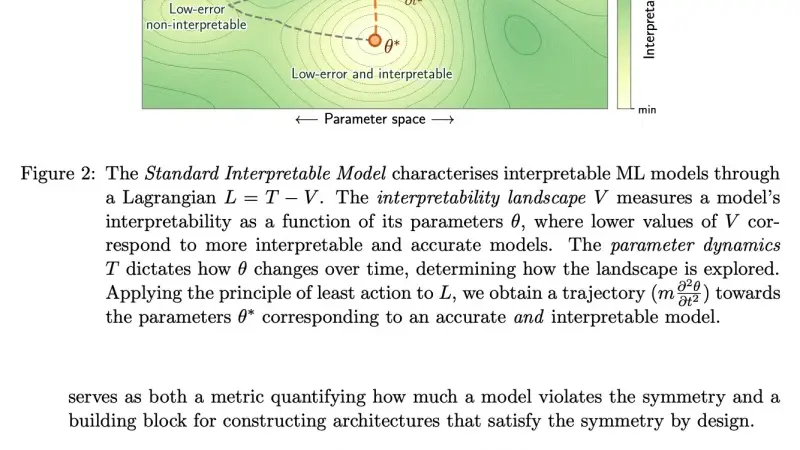 Low-error
non-interpretable
θ*
Low-error and interpretable
← Parameter space →
min
Figure 2: The Standard Interpretable Model characterises interpretable ML models through
a Lagrangian L = T − V. The interpretability landscape V measures a model's
interpretability as a function of its parameters θ, where lower values of V cor-
respond to more interpretable and accurate models. The parameter dynamics
T dictates how θ changes over time, determining how the landscape is explored.
Applying the principle of least action to L, we obtain a trajectory (m ∂²θ/∂t²) towards
the parameters θ* corresponding to an accurate and interpretable model.
serves as both a metric quantifying how much a model violates the symmetry and a
building block for constructing architectures that satisfy the symmetry by design.